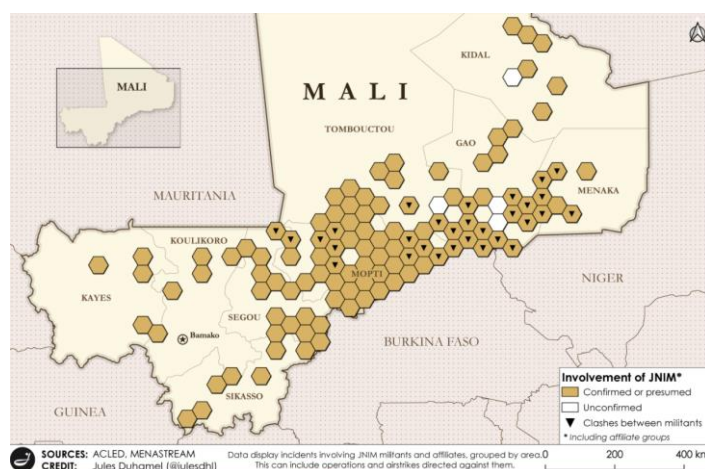 MALI
KIDAL
MALI
TOMBOUCTOU
GAO
MENAKA
MAURITANIA
KOULIKORO
KAYES
MOPTI
NIGER
SEGOU
Bamako
BURKINA FASO
SIKASSO
GUINEA
Involvement of JNIM*
Confirmed or presumed
Unconfirmed
Clashes between militants
* Including affiliate groups
SOURCES: ACLED, MENASTREAM
CREDIT: Jules Duhamel (@julesdhl)
Data display incidents involving JNIM militants and affiliates, grouped by area.
This can include operations and airstrikes directed against them.
0 400 km